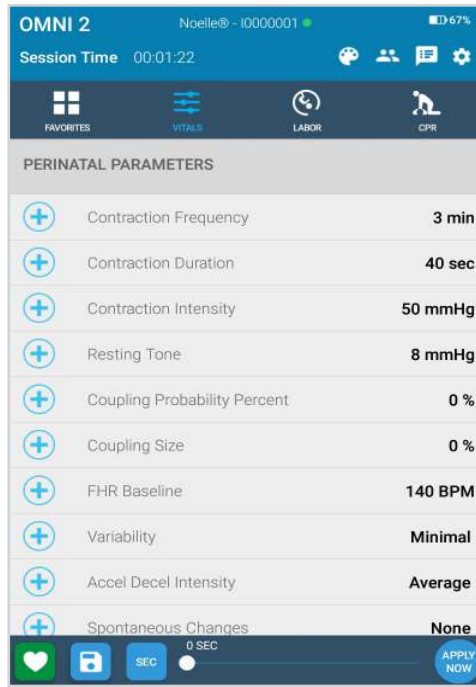 OMNI 2
Noelle® - I0000001
67%
Session Time 00:01:22
FAVORITES
VITALS
LABOR
CPR
PERINATAL PARAMETERS
Contraction Frequency 3 min
Contraction Duration 40 sec
Contraction Intensity 50 mmHg
Resting Tone 8 mmHg
Coupling Probability Percent 0 %
Coupling Size 0 %
FHR Baseline 140 BPM
Variability Minimal
Accel Decel Intensity Average
Spontaneous Changes None
0 SEC
SEC
APPLY
NOW